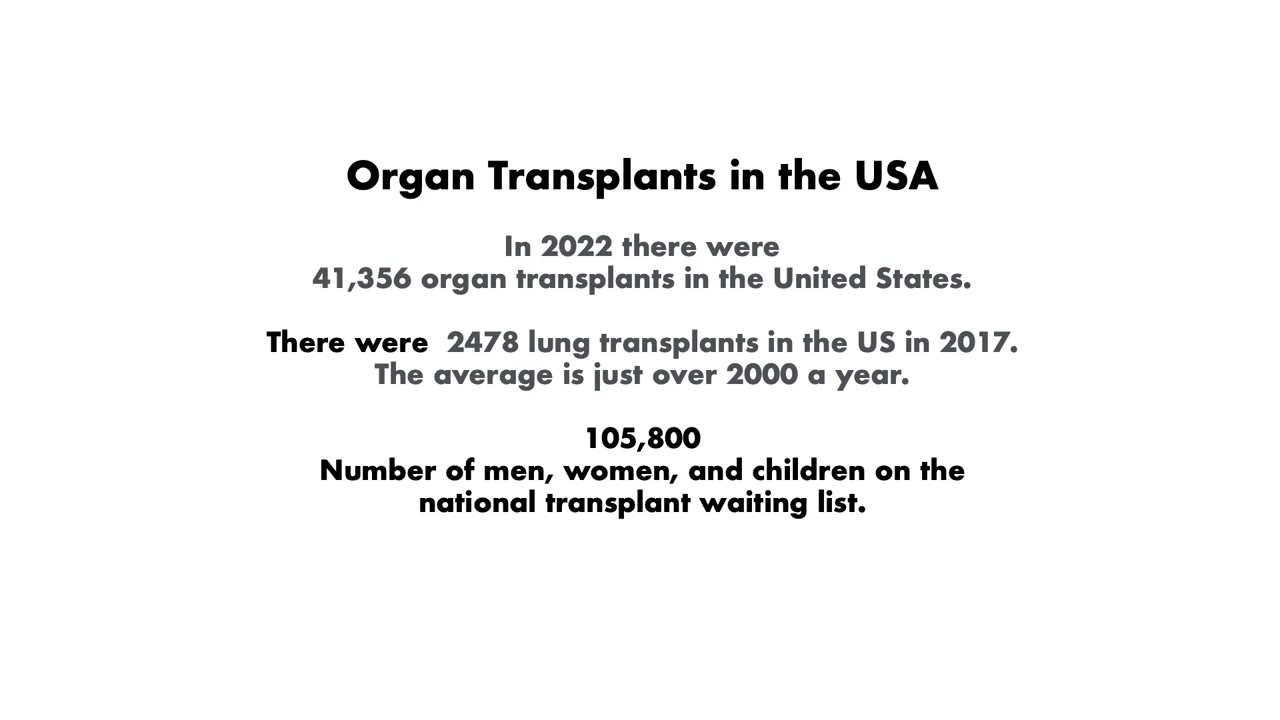 Organ Transplants in the USA
In 2022 there were
41,356 organ transplants in the United States.
There were  2478 lung transplants in the US in 2017.
The average is just over 2000 a year.
105,800
Number of men, women, and children on the
national transplant waiting list.